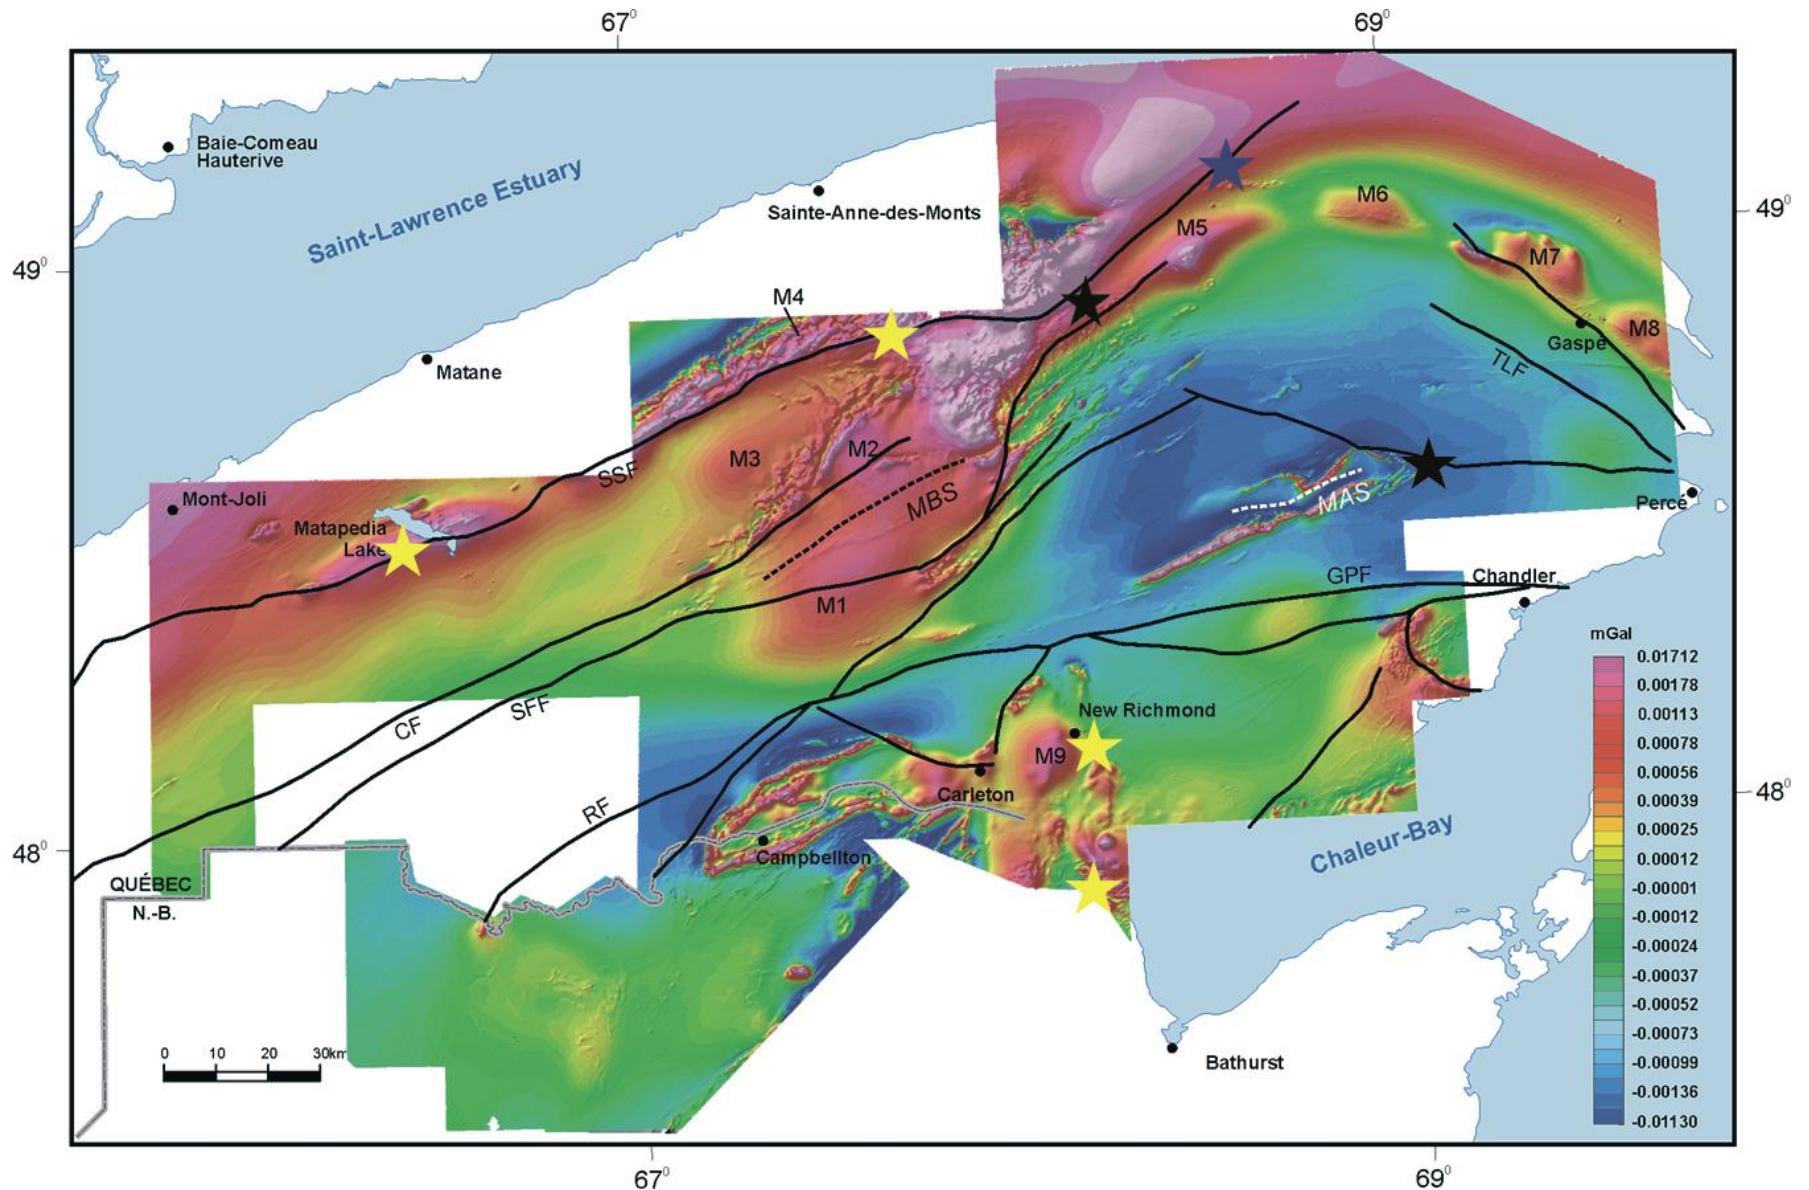 67⁰
69⁰
Baie-Comeau
Hauterive
Saint-Lawrence Estuary
Sainte-Anne-des-Monts
M6
49⁰
M5
M7
49⁰
M4
M8
Gaspé
TLF
Matane
M2
M3
SSF
MBS
MAS
Mont-Joli
Percé
Matapedia
Lake
GPF
Chandler
M1
mGal
0.01712
0.00178
0.00113
0.00078
0.00056
0.00039
0.00025
0.00012
-0.00001
-0.00012
-0.00024
-0.00037
-0.00052
-0.00073
-0.00099
-0.00136
-0.01130
SFF
CF
New Richmond
M9
Carleton
48⁰
RF
Chaleur-Bay
48⁰
Campbellton
QUÉBEC
N.-B.
0 10 20 30km
Bathurst
67⁰
69⁰